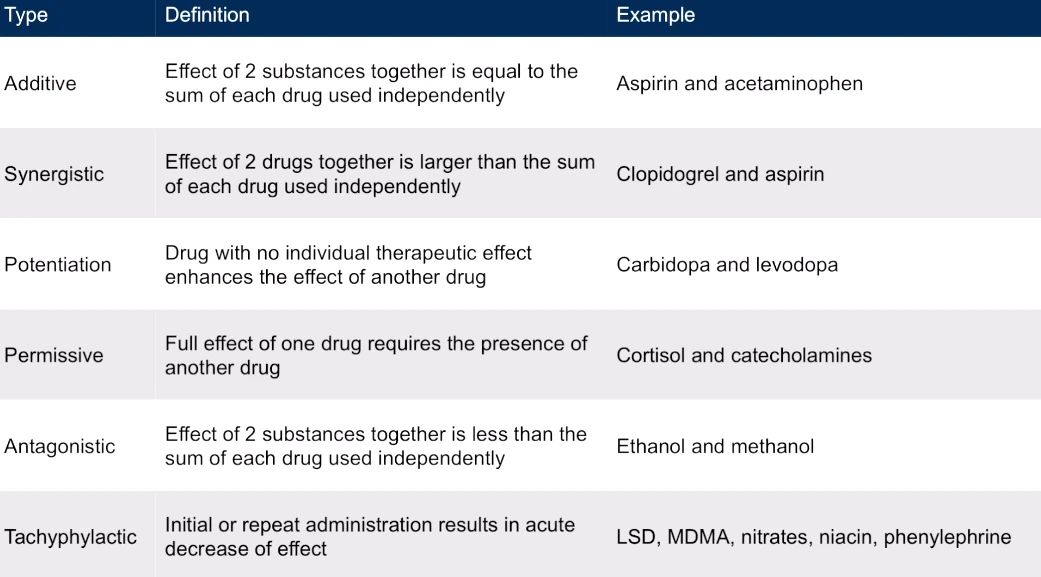 Type Definition Example
Additive Effect of 2 substances together is equal to the Aspirin and acetaminophen
sum of each drug used independently
Synergistic Effect of 2 drugs together is larger than the sum Clopidogrel and aspirin
of each drug used independently
Potentiation Drug with no individual therapeutic effect Carbidopa and levodopa
enhances the effect of another drug
Permissive Full effect of one drug requires the presence of Cortisol and catecholamines
another drug
Antagonistic Effect of 2 substances together is less than the Ethanol and methanol
sum of each drug used independently
Tachyphylactic Initial or repeat administration results in acute LSD, MDMA, nitrates, niacin, phenylephrine
decrease of effect